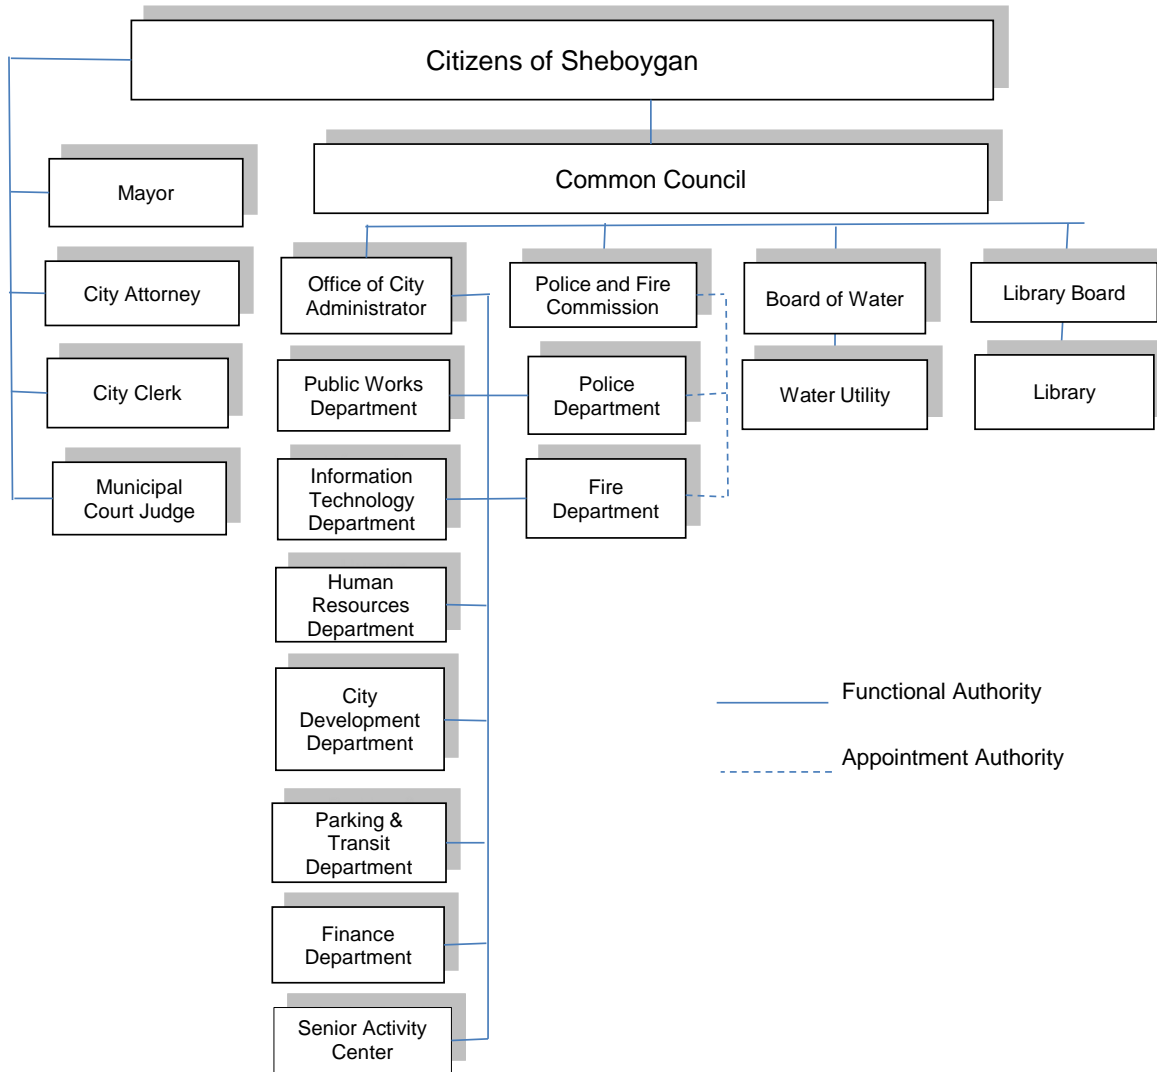 Citizens of Sheboygan
Common Council
Mayor
City Attorney
City Clerk
Municipal
Court Judge
Office of City
Administrator
Public Works
Department
Information
Technology
Department
Human
Resources
Department
City
Development
Department
Parking &
Transit
Department
Finance
Department
Senior Activity
Center
Police and Fire
Commission
Police
Department
Fire
Department
Board of Water
Water Utility
Library Board
Library
Functional Authority
Appointment Authority